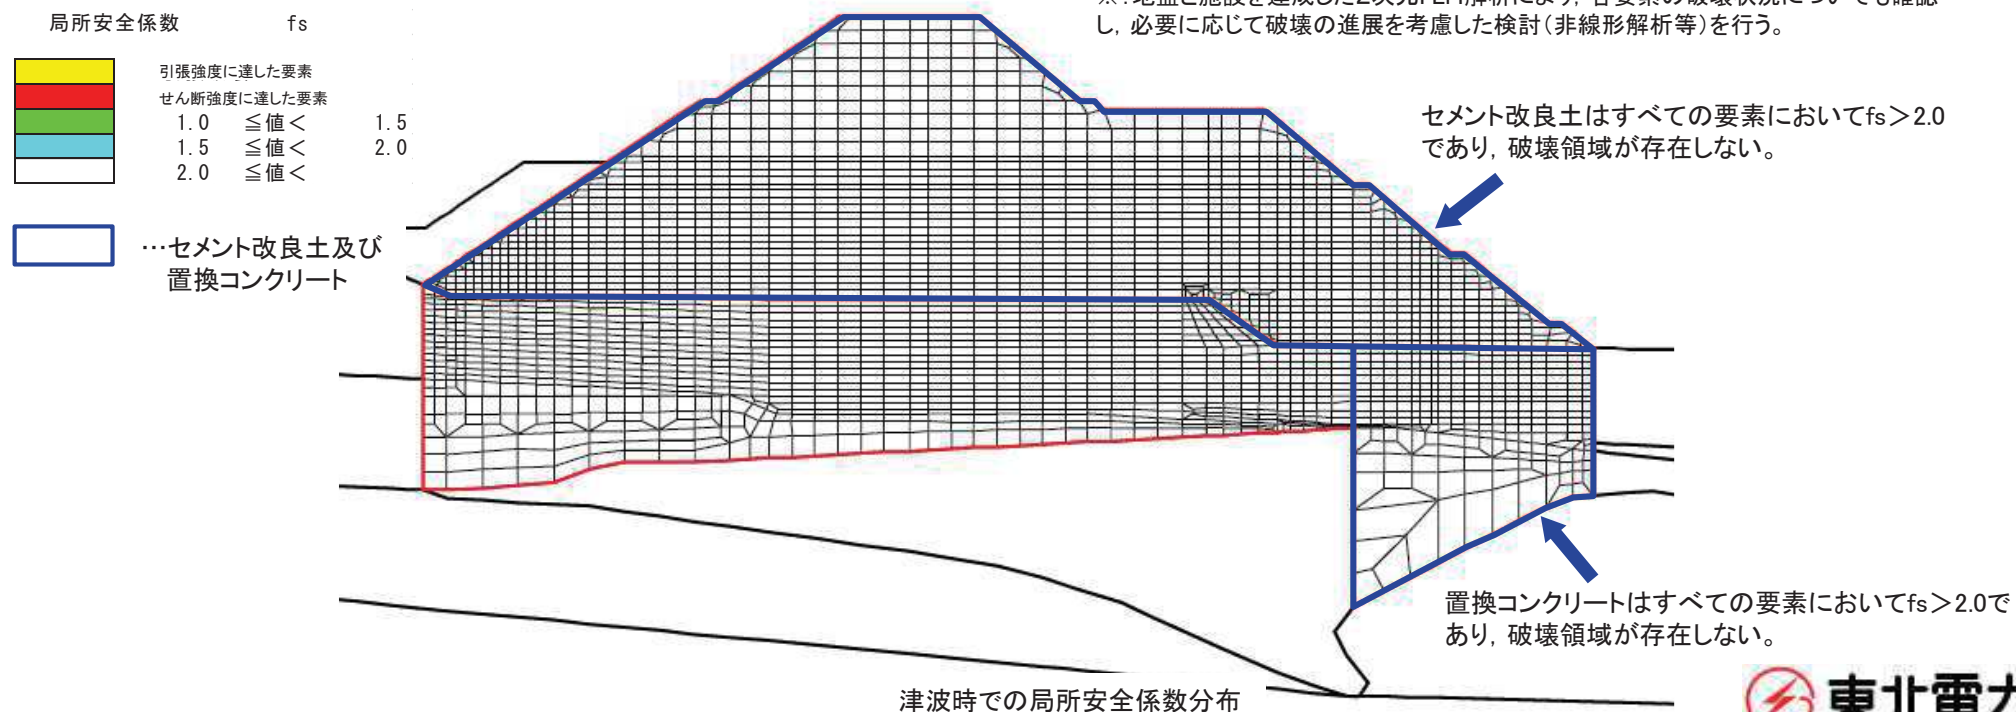 局所安全係数 fs
引張強度に達した要素
せん断強度に達した要素
1.0 ≦値< 1.5
1.5 ≦値< 2.0
2.0 ≦値<
…セメント改良土及び
置換コンクリート
し，必要に応じて破壊の進展を考慮した検討（非線形解析等）を行う。
セメント改良土はすべての要素においてfs＞2.0
であり，破壊領域が存在しない。
置換コンクリートはすべての要素においてfs＞2.0で
あり，破壊領域が存在しない。
津波時での局所安全係数分布
東北電力